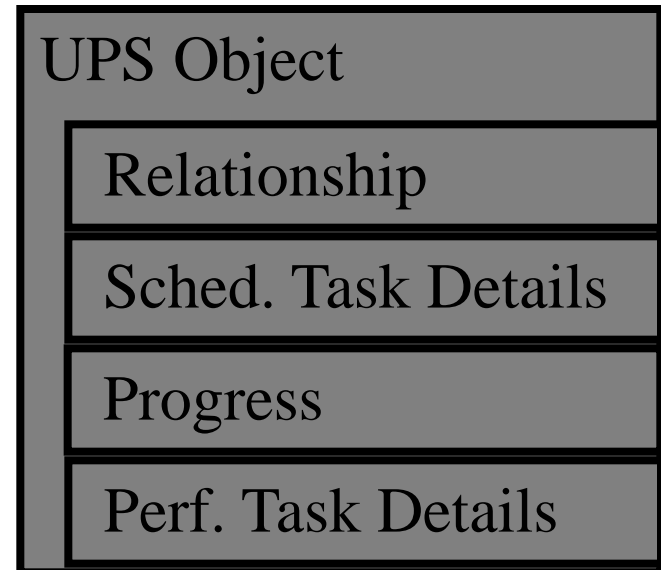 UPS Object
Relationship
Sched. Task Details
Progress
Perf. Task Details